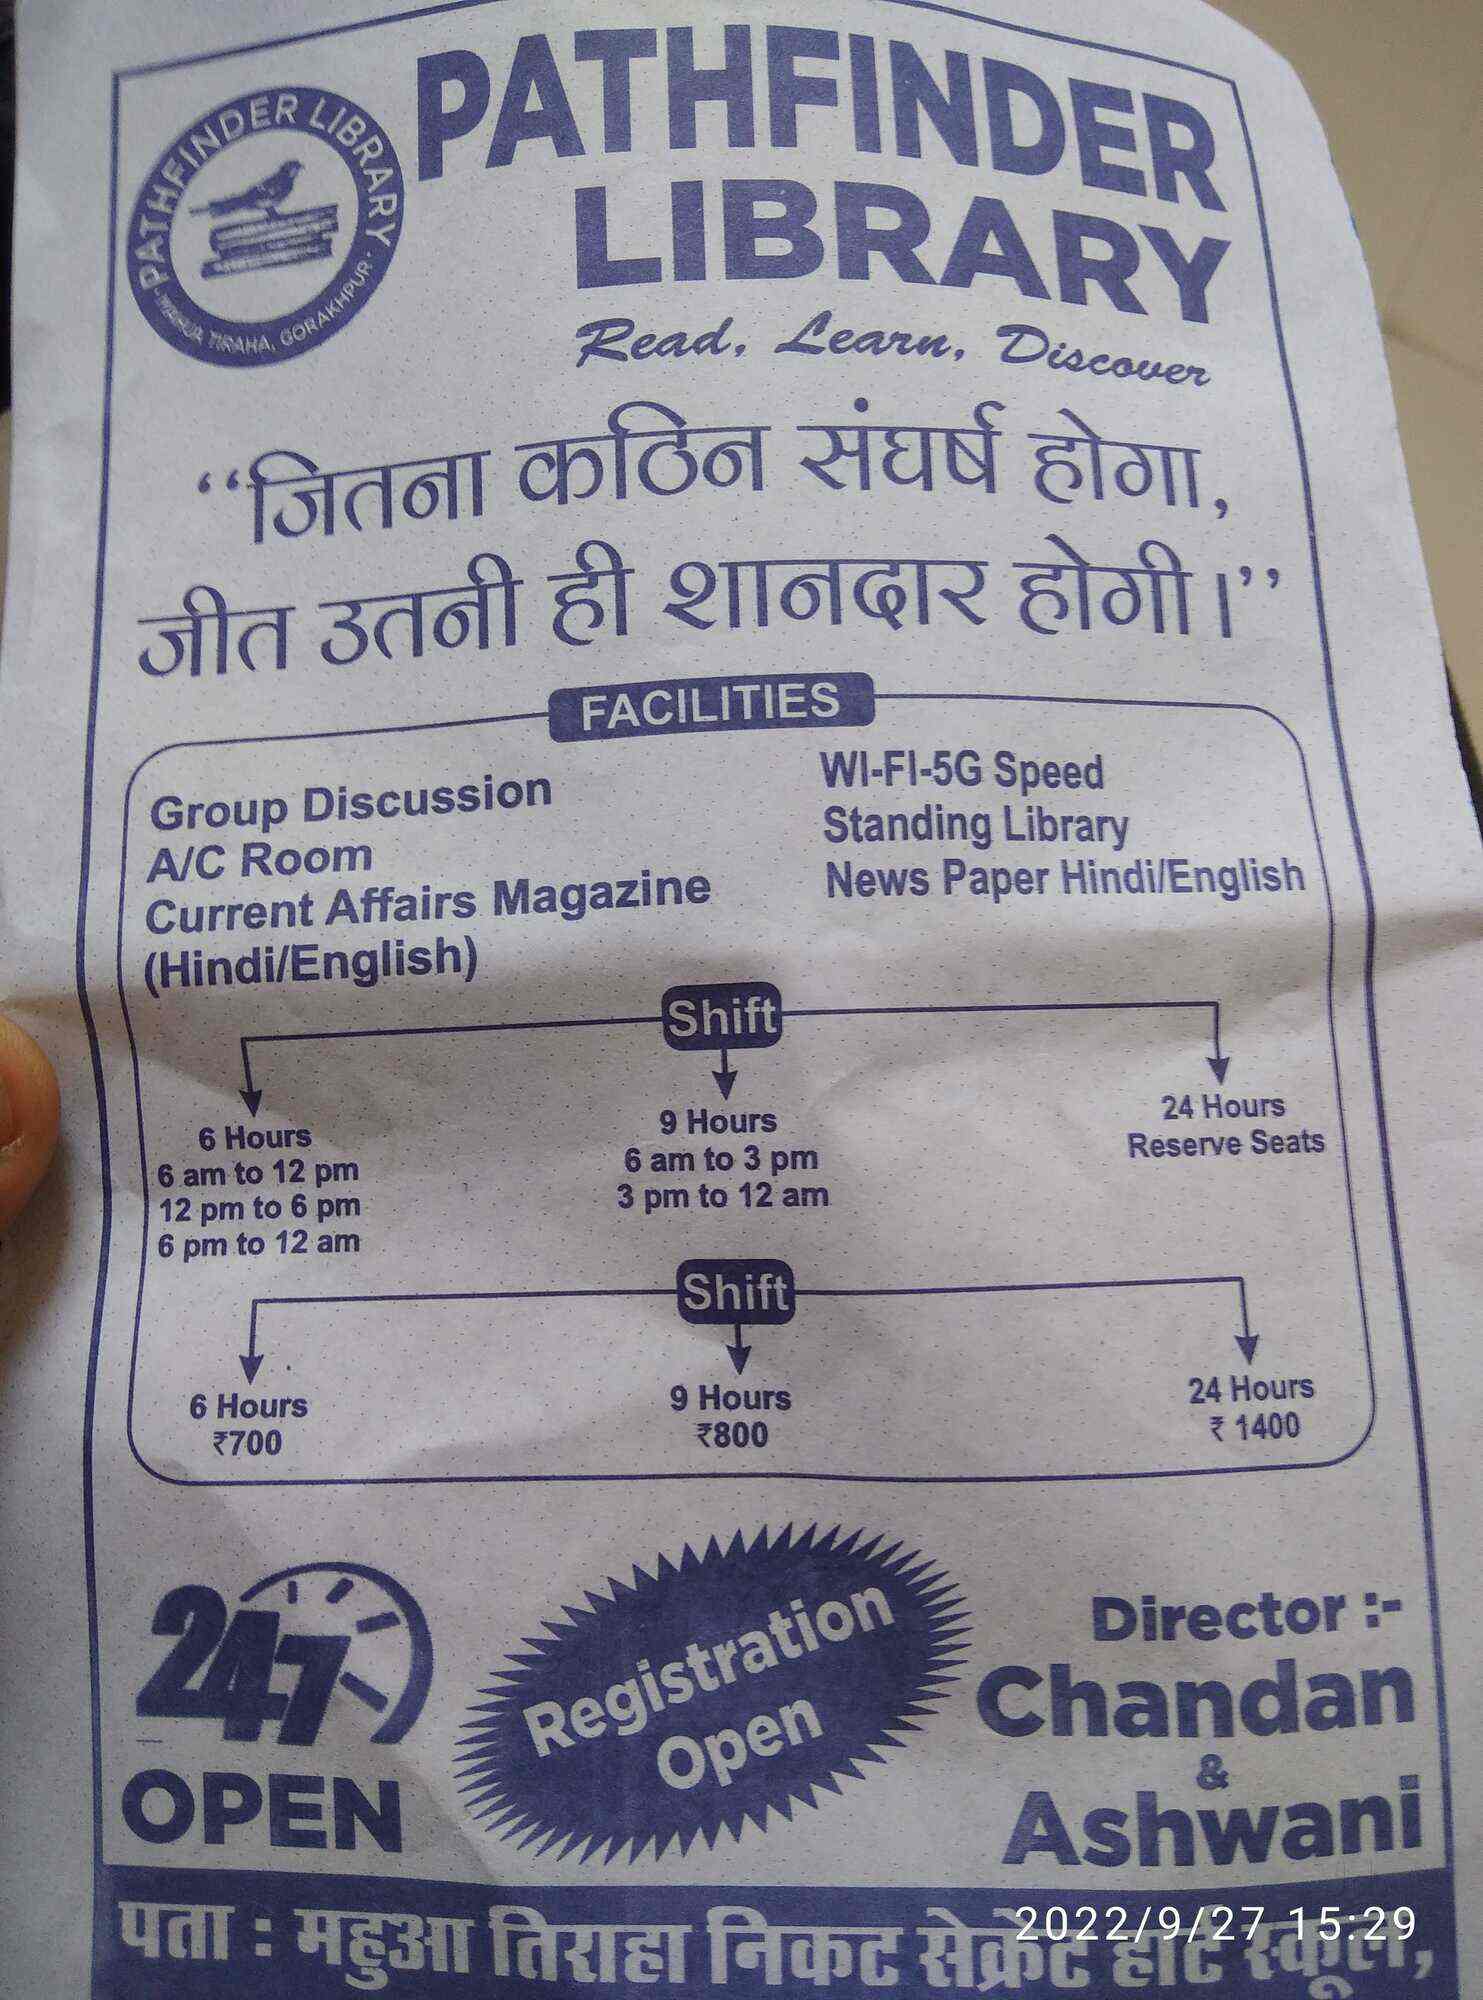 PATHFINDER LIBRARY
MAHUA TIRAHA, GORAKHPUR
PATHFINDER
LIBRARY
Read, Learn, Discover
“जितना कठिन संघर्ष होगा,
जीत उतनी ही शानदार होगी।”
FACILITIES
Group Discussion
A/C Room
Current Affairs Magazine
(Hindi/English)
WI-FI-5G Speed
Standing Library
News Paper Hindi/English
Shift
6 Hours
6 am to 12 pm
12 pm to 6 pm
6 pm to 12 am
9 Hours
6 am to 3 pm
3 pm to 12 am
24 Hours
Reserve Seats
Shift
6 Hours
₹700
9 Hours
₹800
24 Hours
₹ 1400
247
OPEN
Registration
Open
Director :-
Chandan
&
Ashwani
पता : महुआ तिराहा निकट सेक्रेट हार्ट स्कूल,
2022/9/27 15:29